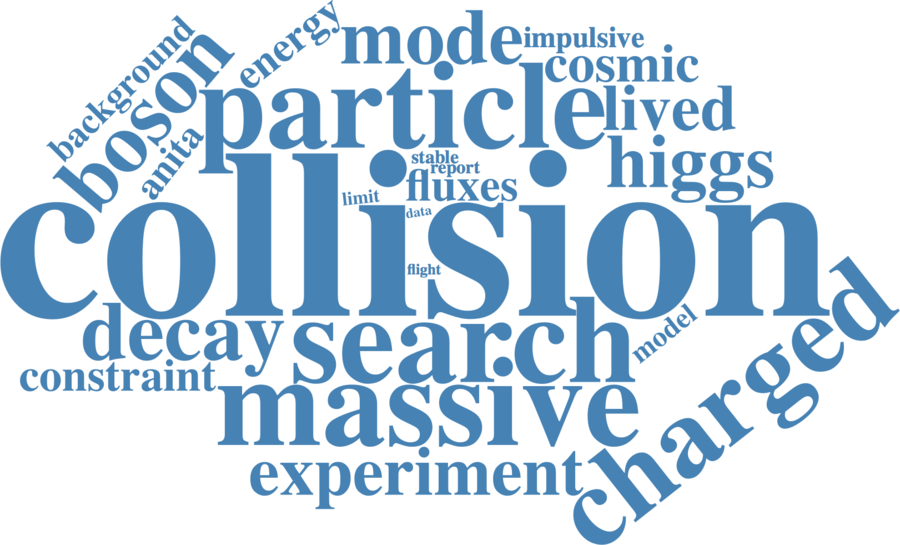 background
boson
anita
energy
mode
impulsive
cosmic
particle
lived
higgs
stable
report
fluxes
limit
data
collision
flight
decay
search
model
constraint
massive
charged
experiment